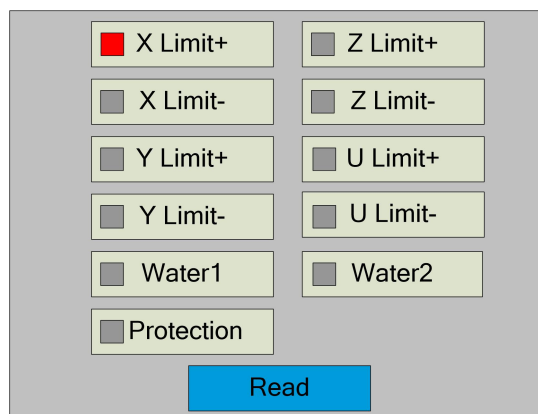 X Limit+
Z Limit+
X Limit-
Z Limit-
Y Limit+
U Limit+
Y Limit-
U Limit-
Water1
Water2
Protection
Read